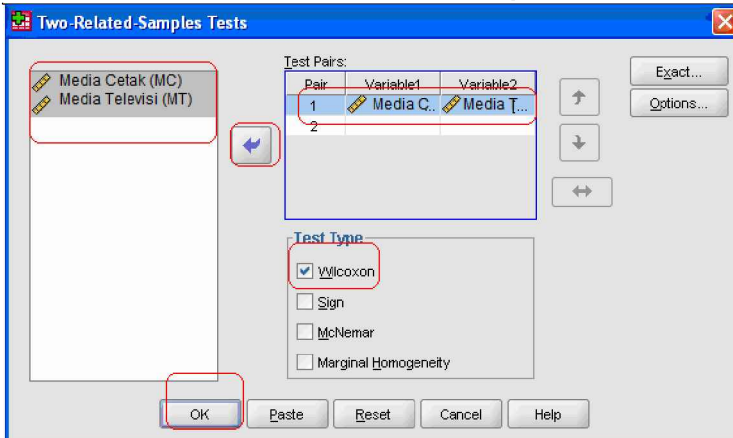 Two-Related-Samples Tests
Media Cetak (MC)
Media Televisi (MT)
Test Pairs:
Pair Variable1 Variable2
1 Media C.. Media T...
2
Exact...
Options...
Test Type
Wilcoxon
Sign
McNemar
Marginal Homogeneity
OK Paste Reset Cancel Help